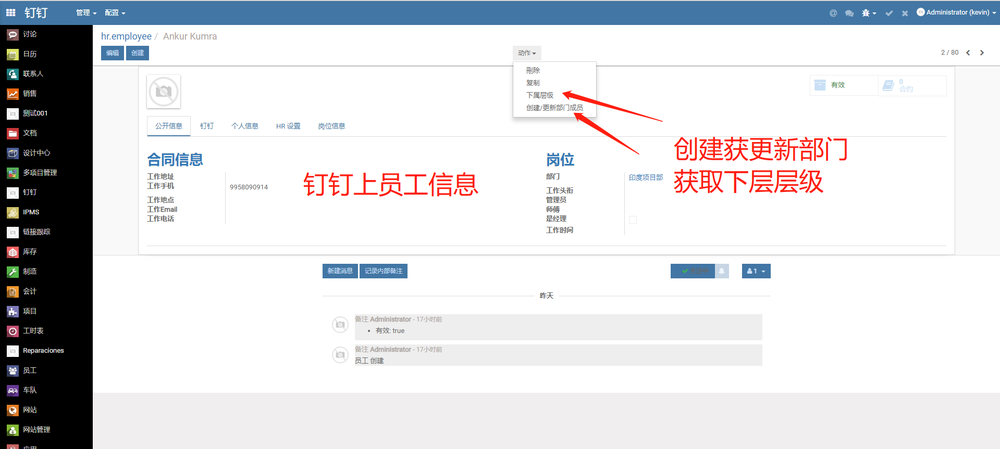 钉钉
管理 配置
Administrator (kevin)
讨论
日历
联系人
销售
测试001
文档
设计中心
多项目管理
钉钉
IPMS
链接跟踪
库存
制造
会计
项目
工时表
Reparaciones
员工
车队
网站
网站管理
应用
hr.employee / Ankur Kumra
编辑 创建
动作
2 / 80
刪除
复制
下属层级
创建/更新部门成员
有效
0
合约
公开信息 钉钉 个人信息 HR 设置 岗位信息
合同信息
工作地址
工作手机 9958090914
工作地点
工作Email
工作电话
钉钉上员工信息
岗位
部门 印度项目部
工作头衔
管理员
师傅
是经理
工作时间
创建获更新部门
获取下层层级
新建消息 记录内部备注
关注中
1
昨天
备注 Administrator - 17小时前
• 有效: true
备注 Administrator - 17小时前
员工 创建